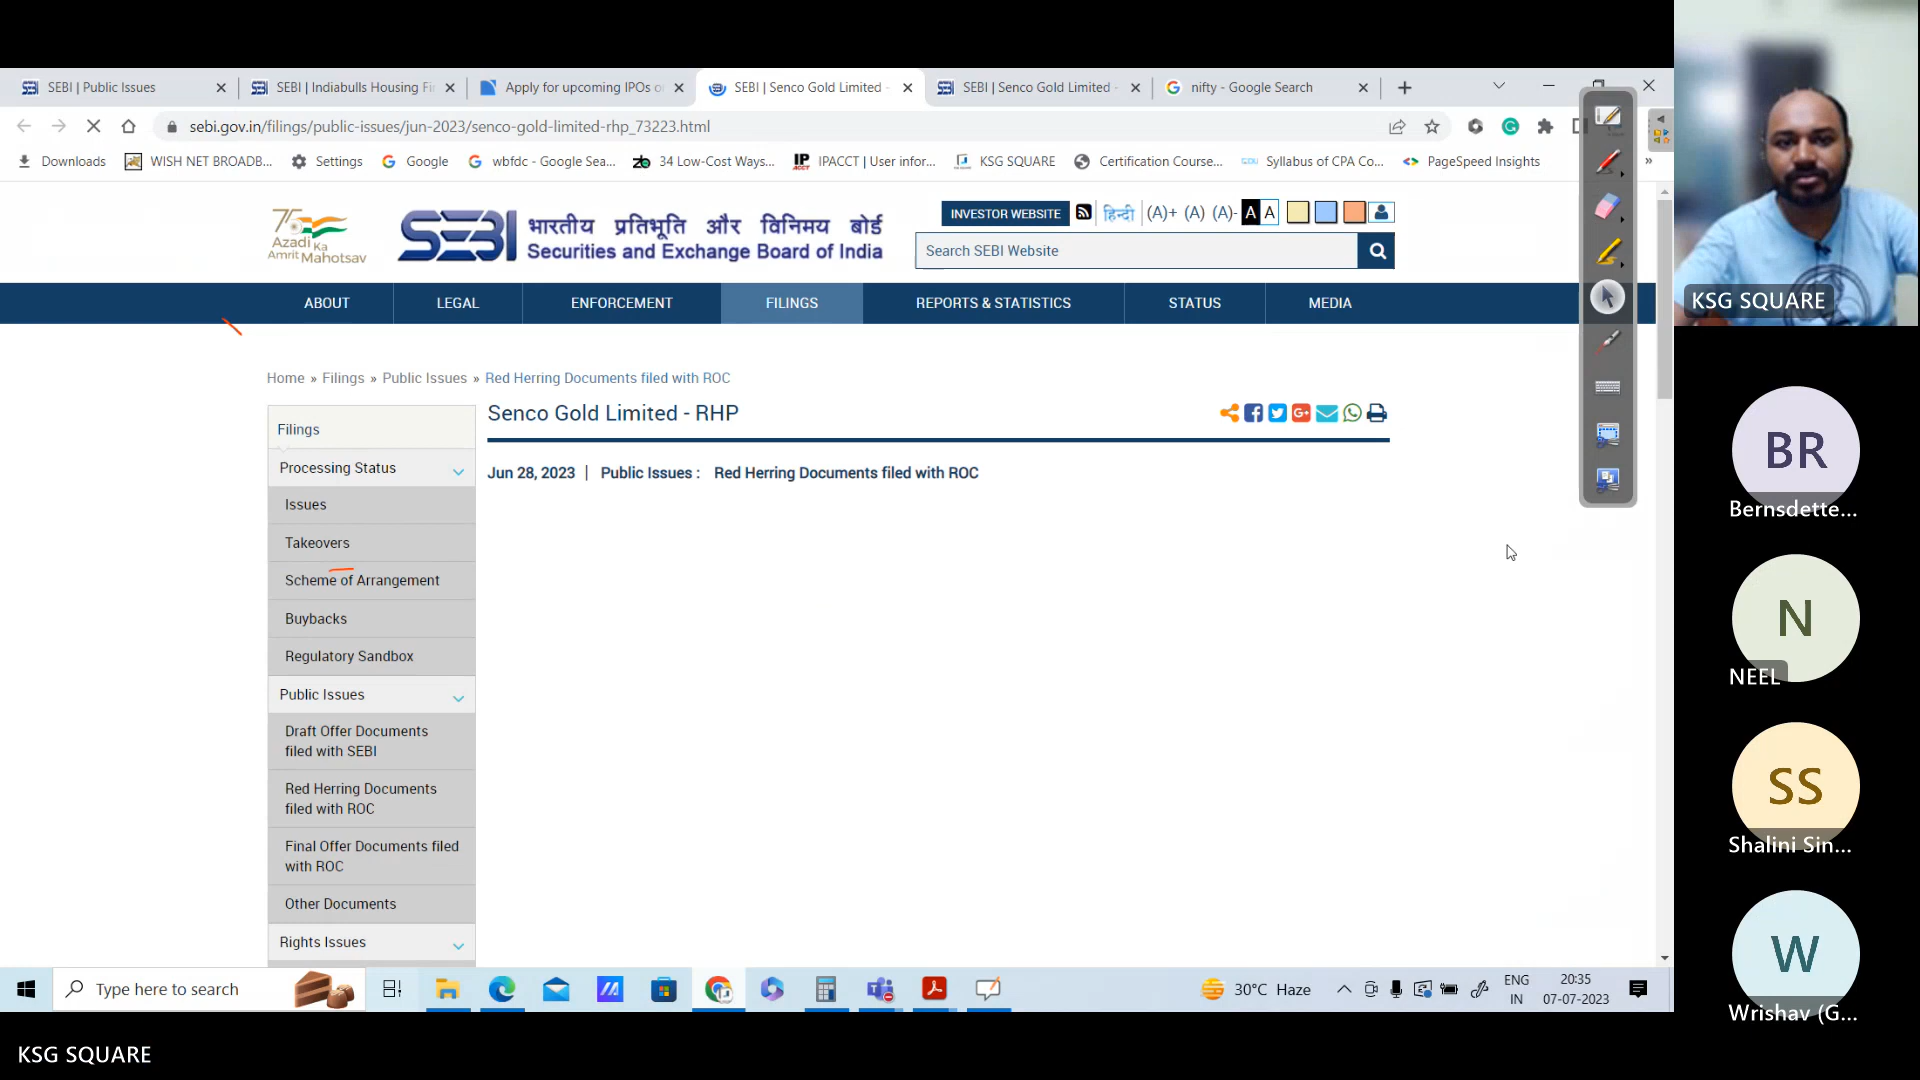 SEBI | Public Issues
SEBI | Indiabulls Housing Fi
Apply for upcoming IPOs o
SEBI | Senco Gold Limited -
SEBI | Senco Gold Limited -
nifty - Google Search
sebi.gov.in/filings/public-issues/jun-2023/senco-gold-limited-rhp_73223.html
Downloads
WISH NET BROADB...
Settings
Google
wbfdc - Google Sea...
34 Low-Cost Ways...
IPACCT | User infor...
KSG SQUARE
Certification Course...
Syllabus of CPA Co...
PageSpeed Insights
»
75
Azadi Ka
Amrit Mahotsav
SEBI
भारतीय प्रतिभूति और विनिमय बोर्ड
Securities and Exchange Board of India
INVESTOR WEBSITE
हिन्दी
(A)+ (A) (A)-
A A
Search SEBI Website
ABOUT
LEGAL
ENFORCEMENT
FILINGS
REPORTS & STATISTICS
STATUS
MEDIA
Home » Filings » Public Issues » Red Herring Documents filed with ROC
Filings
Processing Status
Issues
Takeovers
Scheme of Arrangement
Buybacks
Regulatory Sandbox
Public Issues
Draft Offer Documents
filed with SEBI
Red Herring Documents
filed with ROC
Final Offer Documents filed
with ROC
Other Documents
Rights Issues
Senco Gold Limited - RHP
Jun 28, 2023 | Public Issues : Red Herring Documents filed with ROC
Type here to search
30°C Haze
ENG
IN
20:35
07-07-2023
KSG SQUARE
BR
Bernsdette...
N
NEEL
SS
Shalini Sin...
W
Wrishav (G...
KSG SQUARE